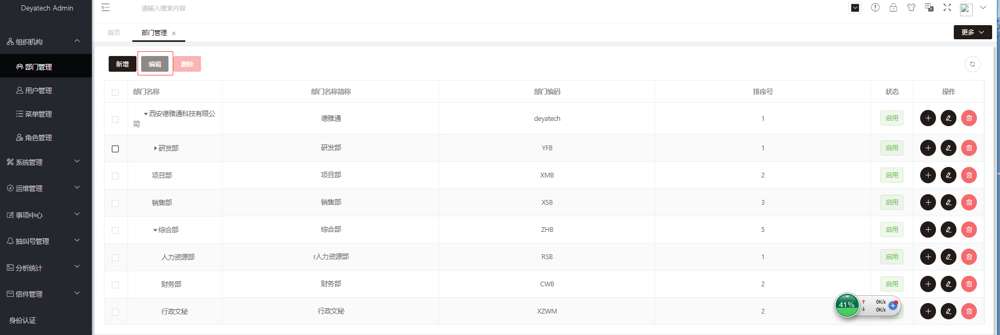 Deyatech Admin
请输入搜索内容
首页
部门管理
更多
组织机构
部门管理
用户管理
菜单管理
角色管理
系统管理
运维管理
事项中心
抽叫号管理
分析统计
信件管理
身份认证
新增 编辑 删除
部门名称 部门名称简称 部门编码 排序号 状态 操作
西安德雅通科技有限公
司
德雅通 deyatech 1 启用
研发部 研发部 YFB 1 启用
项目部 项目部 XMB 2 启用
销售部 销售部 XSB 3 启用
综合部 综合部 ZHB 5 启用
人力资源部 r人力资源部 RSB 1 启用
财务部 财务部 CWB 2 启用
行政文秘 行政文秘 XZWM 2
41%
0K/s
0K/s